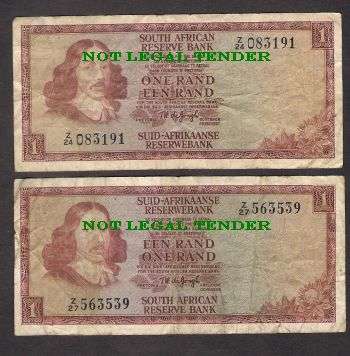 SOUTH AFRICAN
RESERVE BANK
1
NOT LEGAL TENDER
Z/24 083191
ONE RAND
EEN RAND
PRETORIA
Z/24 083191
1
SUID-AFRIKAANSE
RESERWEBANK
SUID-AFRIKAANSE
RESERWEBANK
1
NOT LEGAL TENDER
Z/27 563539
EEN RAND
ONE RAND
PRETORIA
Z/27 563539
1
SOUTH AFRICAN
RESERVE BANK